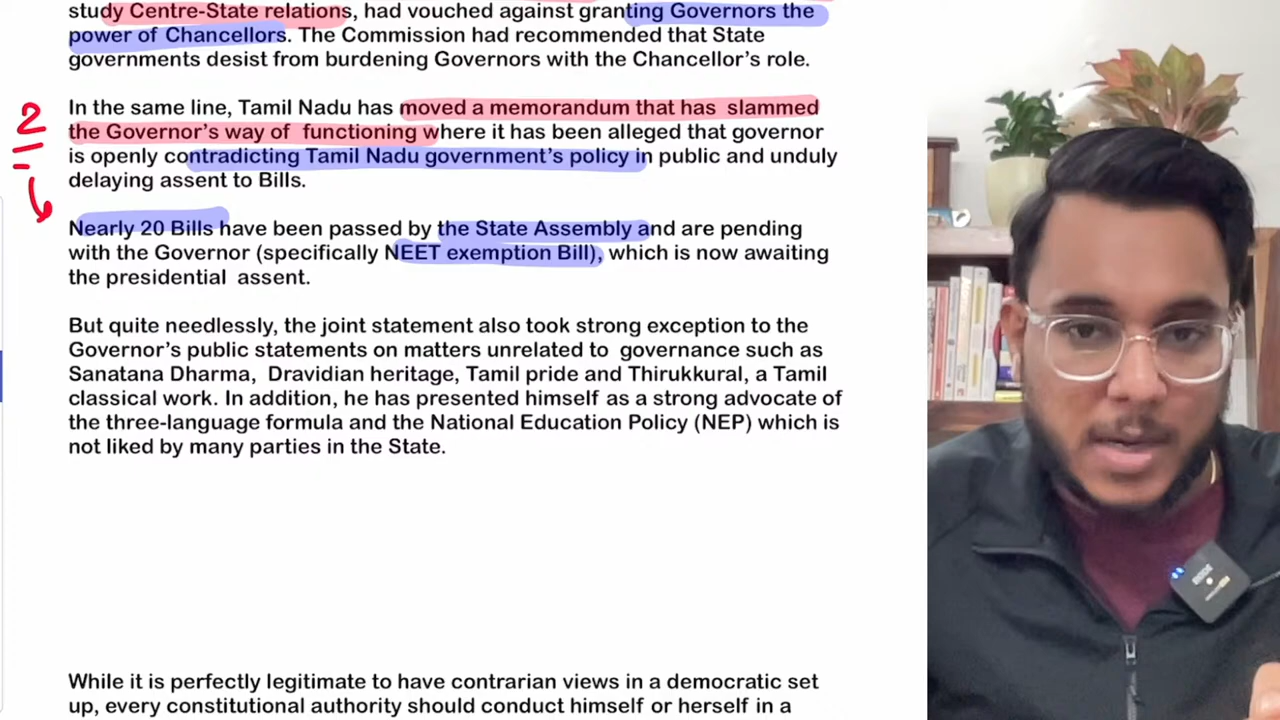 study Centre-State relations, had vouched against granting Governors the
power of Chancellors. The Commission had recommended that State
governments desist from burdening Governors with the Chancellor's role.
2
In the same line, Tamil Nadu has moved a memorandum that has slammed
the Governor's way of functioning where it has been alleged that governor
is openly contradicting Tamil Nadu government's policy in public and unduly
delaying assent to Bills.
Nearly 20 Bills have been passed by the State Assembly and are pending
with the Governor (specifically NEET exemption Bill), which is now awaiting
the presidential assent.
But quite needlessly, the joint statement also took strong exception to the
Governor's public statements on matters unrelated to governance such as
Sanatana Dharma, Dravidian heritage, Tamil pride and Thirukkural, a Tamil
classical work. In addition, he has presented himself as a strong advocate of
the three-language formula and the National Education Policy (NEP) which is
not liked by many parties in the State.
While it is perfectly legitimate to have contrarian views in a democratic set
up, every constitutional authority should conduct himself or herself in a